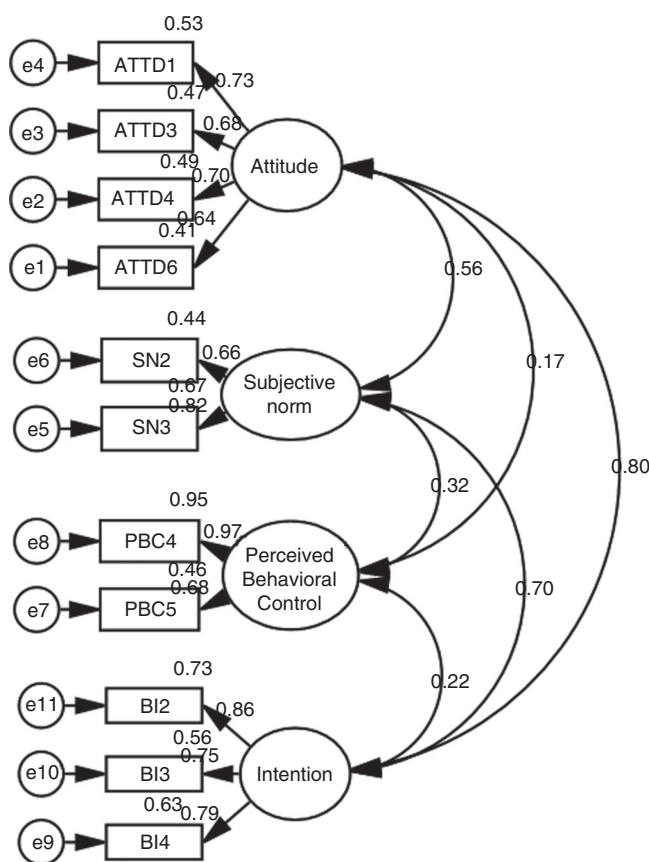 0.53
e4 ATTD1
0.73
0.47
e3 ATTD3 0.68
Attitude
0.49
0.70
e2 ATTD4
0.64
0.41
e1 ATTD6
0.56
0.44
e6 SN2 0.66
0.17
Subjective
norm
0.67
0.82
e5 SN3
0.80
0.32
0.95
e8 PBC4 0.97
Perceived
Behavioral
Control
0.46
0.68
e7 PBC5
0.70
0.22
0.73
e11 BI2 0.86
0.56
0.75
e10 BI3 Intention
0.63
0.79
e9 BI4